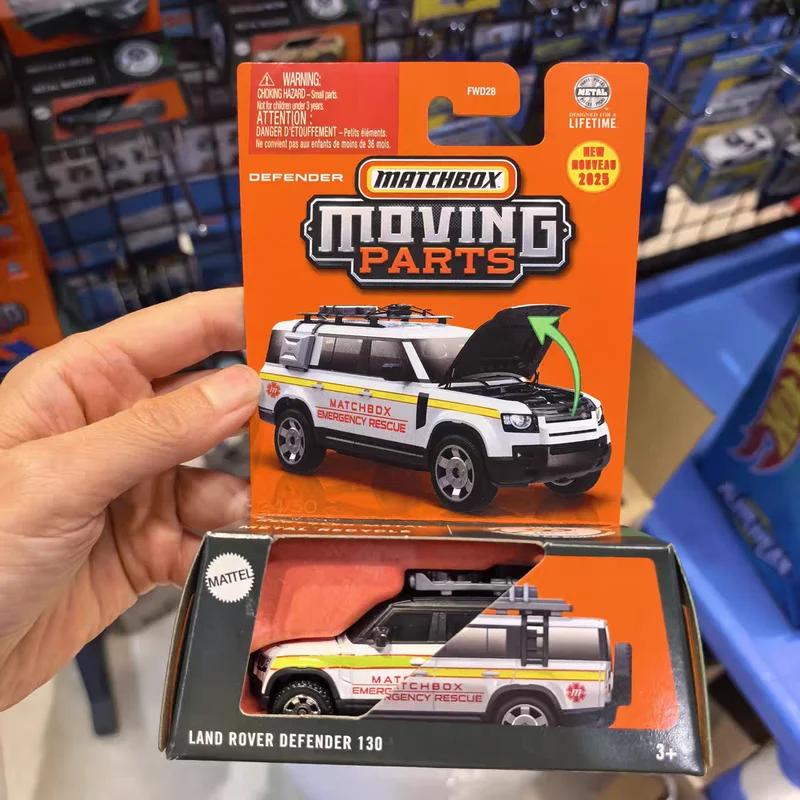 ⚠ WARNING:
CHOKING HAZARD – Small parts.
Not for children under 3 years.
ATTENTION :
DANGER D'ÉTOUFFEMENT – Petits éléments.
Ne convient pas aux enfants de moins de 36 mois.
FWD28
METAL
DESIGNED FOR A
LIFETIME
NEW
NOUVEAU
2025
DEFENDER
MATCHBOX
MOVING
PARTS
MATCHBOX
EMERGENCY RESCUE
MATTEL
MATCHBOX
EMERGENCY RESCUE
LAND ROVER DEFENDER 130
3+